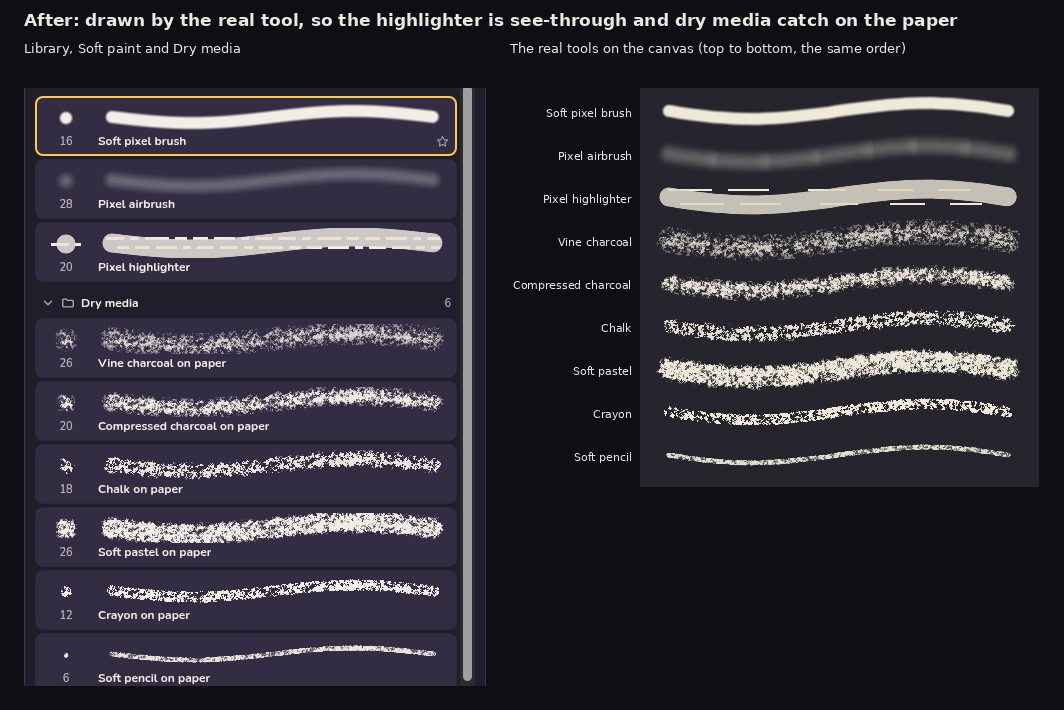 After: drawn by the real tool, so the highlighter is see-through and dry media catch on the paper
Library, Soft paint and Dry media
16 Soft pixel brush
28 Pixel airbrush
20 Pixel highlighter
Dry media 6
26 Vine charcoal on paper
20 Compressed charcoal on paper
18 Chalk on paper
26 Soft pastel on paper
12 Crayon on paper
6 Soft pencil on paper
The real tools on the canvas (top to bottom, the same order)
Soft pixel brush
Pixel airbrush
Pixel highlighter
Vine charcoal
Compressed charcoal
Chalk
Soft pastel
Crayon
Soft pencil